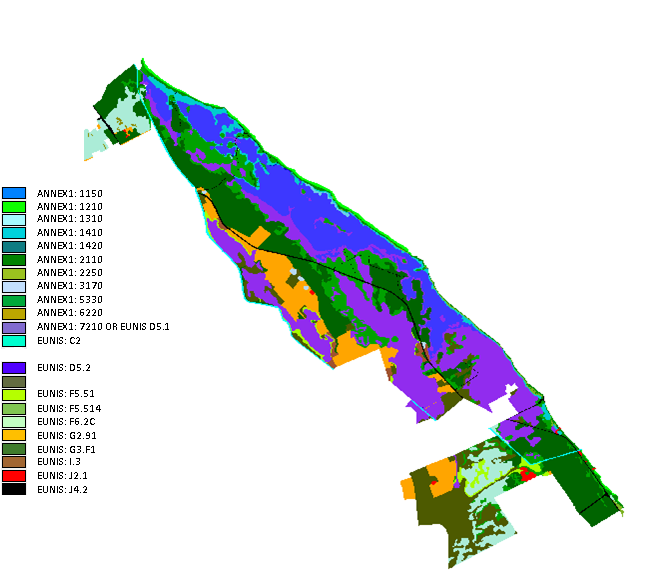 ANNEX1: 1150
ANNEX1: 1210
ANNEX1: 1310
ANNEX1: 1410
ANNEX1: 1420
ANNEX1: 2110
ANNEX1: 2250
ANNEX1: 3170
ANNEX1: 5330
ANNEX1: 6220
ANNEX1: 7210 OR EUNIS D5.1
EUNIS: C2
EUNIS: D5.2
EUNIS: F5.51
EUNIS: F5.514
EUNIS: F6.2C
EUNIS: G2.91
EUNIS: G3.F1
EUNIS: I.3
EUNIS: J2.1
EUNIS: J4.2